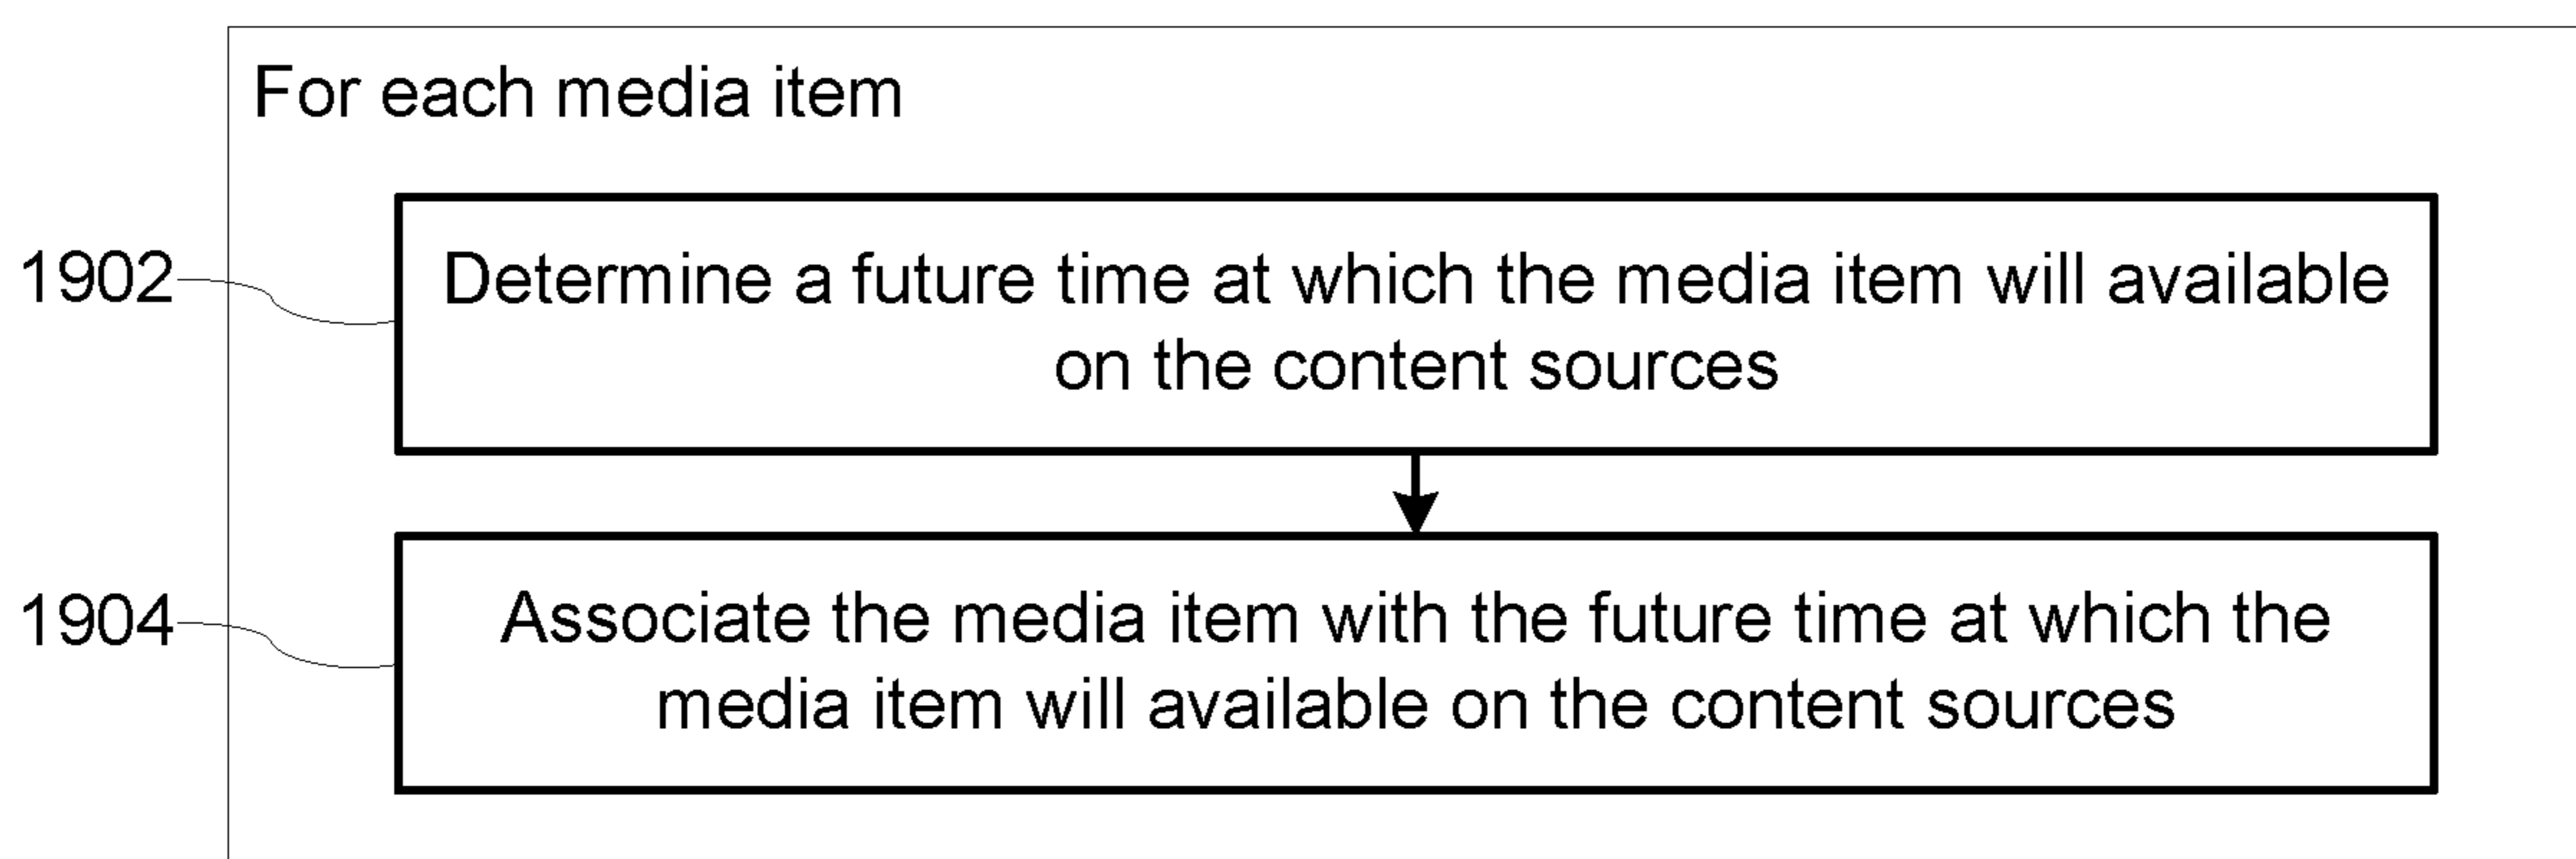 For each media item
1902
Determine a future time at which the media item will available
on the content sources
1904
Associate the media item with the future time at which the
media item will available on the content sources